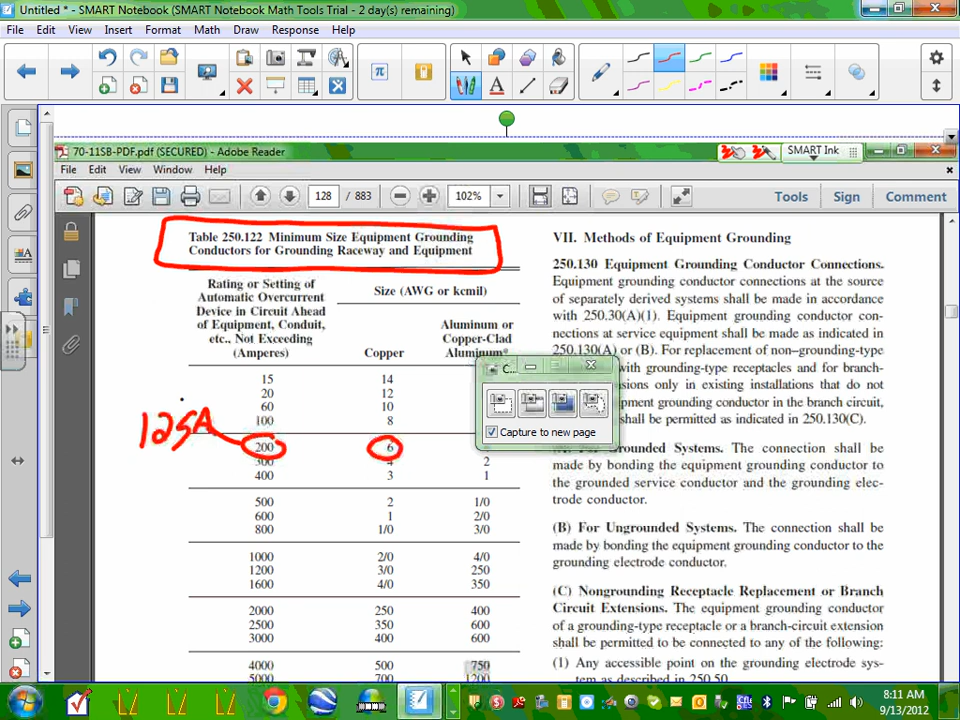 Untitled * - SMART Notebook (SMART Notebook Math Tools Trial - 2 day(s) remaining)
File Edit View Insert Format Math Draw Response Help
70-11SB-PDF.pdf (SECURED) - Adobe Reader
SMART Ink
File Edit View Window Help
128 / 883 102% Tools Sign Comment
Table 250.122 Minimum Size Equipment Grounding
Conductors for Grounding Raceway and Equipment
Rating or Setting of
Automatic Overcurrent
Device in Circuit Ahead
of Equipment, Conduit,
etc., Not Exceeding
(Amperes)
Size (AWG or kcmil)
Copper
Aluminum or
Copper-Clad
Aluminum*
15 14
20 12
60 10
100 8
125A
200 6
300 4 2
400 3 1
500 2 1/0
600 1 2/0
800 1/0 3/0
1000 2/0 4/0
1200 3/0 250
1600 4/0 350
2000 250 400
2500 350 600
3000 400 600
4000 500 750
5000 700 1200
C...
Capture to new page
VII. Methods of Equipment Grounding
250.130 Equipment Grounding Conductor Connections.
Equipment grounding conductor connections at the source
of separately derived systems shall be made in accordance
with 250.30(A)(1). Equipment grounding conductor con-
nections at service equipment shall be made as indicated in
250.130(A) or (B). For replacement of non–grounding-type
with grounding-type receptacles and for branch-
sions only in existing installations that do not
quipment grounding conductor in the branch circuit,
shall be permitted as indicated in 250.130(C).
For Grounded Systems. The connection shall be
made by bonding the equipment grounding conductor to
the grounded service conductor and the grounding elec-
trode conductor.
(B) For Ungrounded Systems. The connection shall be
made by bonding the equipment grounding conductor to the
grounding electrode conductor.
(C) Nongrounding Receptacle Replacement or Branch
Circuit Extensions. The equipment grounding conductor
of a grounding-type receptacle or a branch-circuit extension
shall be permitted to be connected to any of the following:
(1) Any accessible point on the grounding electrode sys-
tem as described in 250.50
8:11 AM
9/13/2012